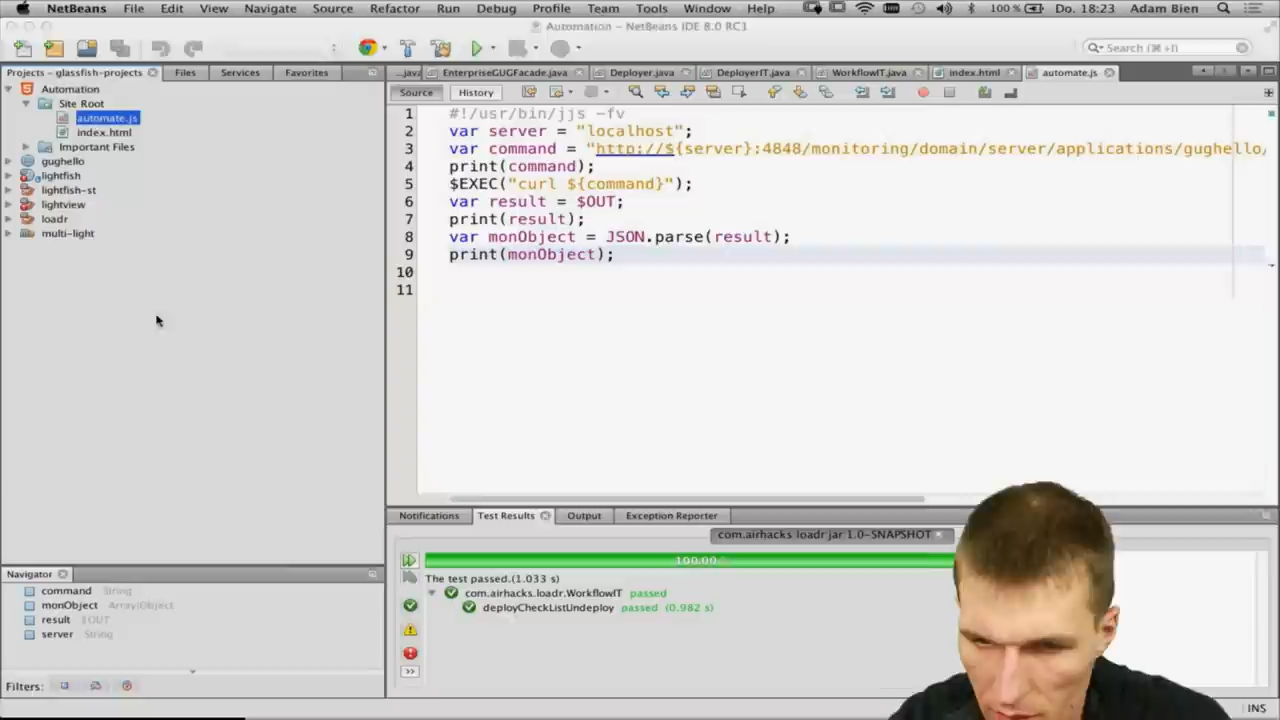 NetBeans File Edit View Navigate Source Refactor Run Debug Profile Team Tools Window Help 100 % Do. 18:23 Adam Bien
Automation – NetBeans IDE 8.0 RC1
Search (⌘+I)
Projects – glassfish-projects Files Services Favorites
...java EnterpriseGUGFacade.java Deployer.java DeployerIT.java WorkflowIT.java index.html automate.js
Source History
Automation
Site Root
automate.js
index.html
Important Files
gughello
lightfish
lightfish-st
lightview
loadr
multi-light
1 #!/usr/bin/jjs -fv
2 var server = "localhost";
3 var command = "http://${server}:4848/monitoring/domain/server/applications/gughello/
4 print(command);
5 $EXEC("curl ${command}");
6 var result = $OUT;
7 print(result);
8 var monObject = JSON.parse(result);
9 print(monObject);
10
11
Navigator
command String
monObject Array|Object
result $OUT
server String
Filters:
Notifications Test Results Output Exception Reporter
com.airhacks loadr jar 1.0-SNAPSHOT
100.00
The test passed.(1.033 s)
com.airhacks.loadr.WorkflowIT passed
deployCheckListUndeploy passed (0.982 s)
>>
INS